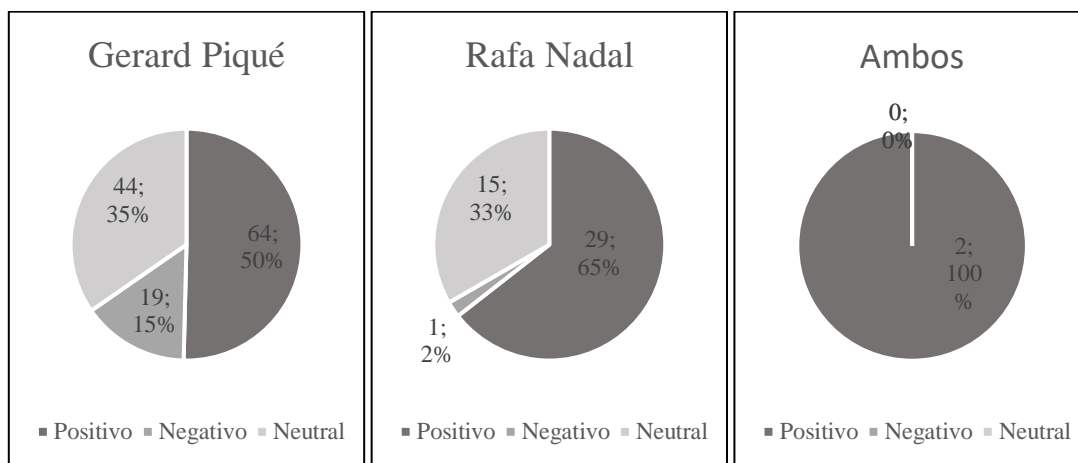 Gerard Piqué
44;
35%
64;
50%
19;
15%
Positivo Negativo Neutral
Rafa Nadal
15;
33%
29;
65%
1;
2%
Positivo Negativo Neutral
Ambos
0;
0%
2;
100
%
Positivo Negativo Neutral